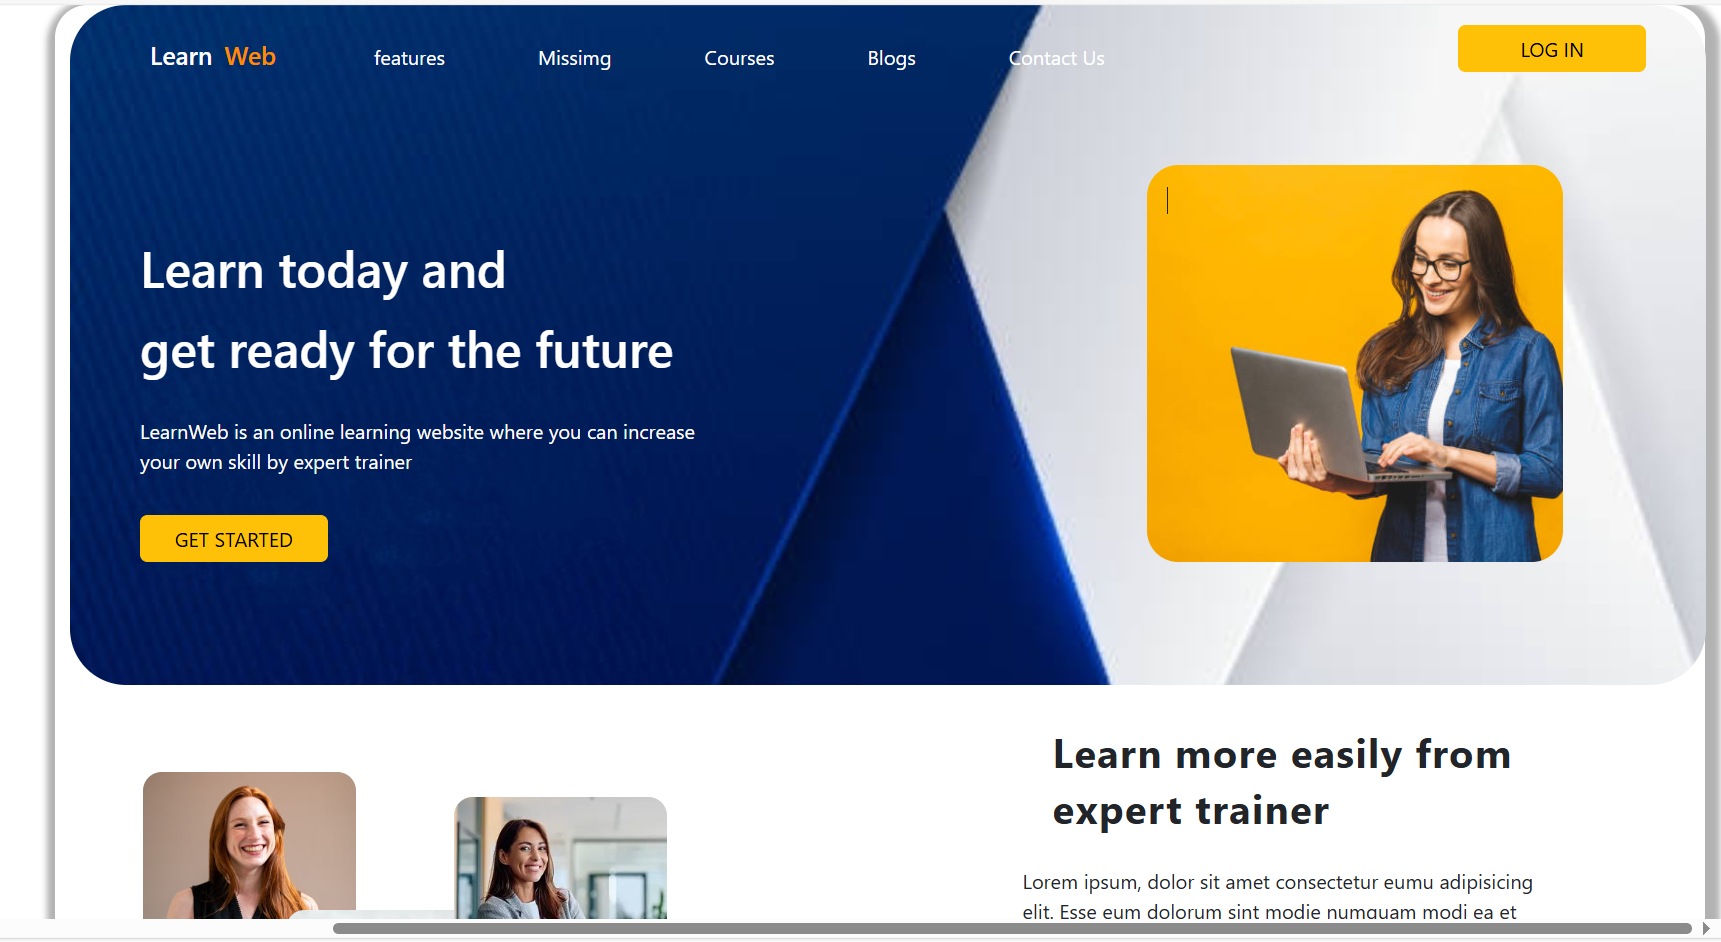 Learn Web features Missimg Courses Blogs Contact Us LOG IN
Learn today and
get ready for the future
LearnWeb is an online learning website where you can increase
your own skill by expert trainer
GET STARTED
Learn more easily from
expert trainer
Lorem ipsum, dolor sit amet consectetur eumu adipisicing
elit. Esse eum dolorum sint modie numquam modi ea et